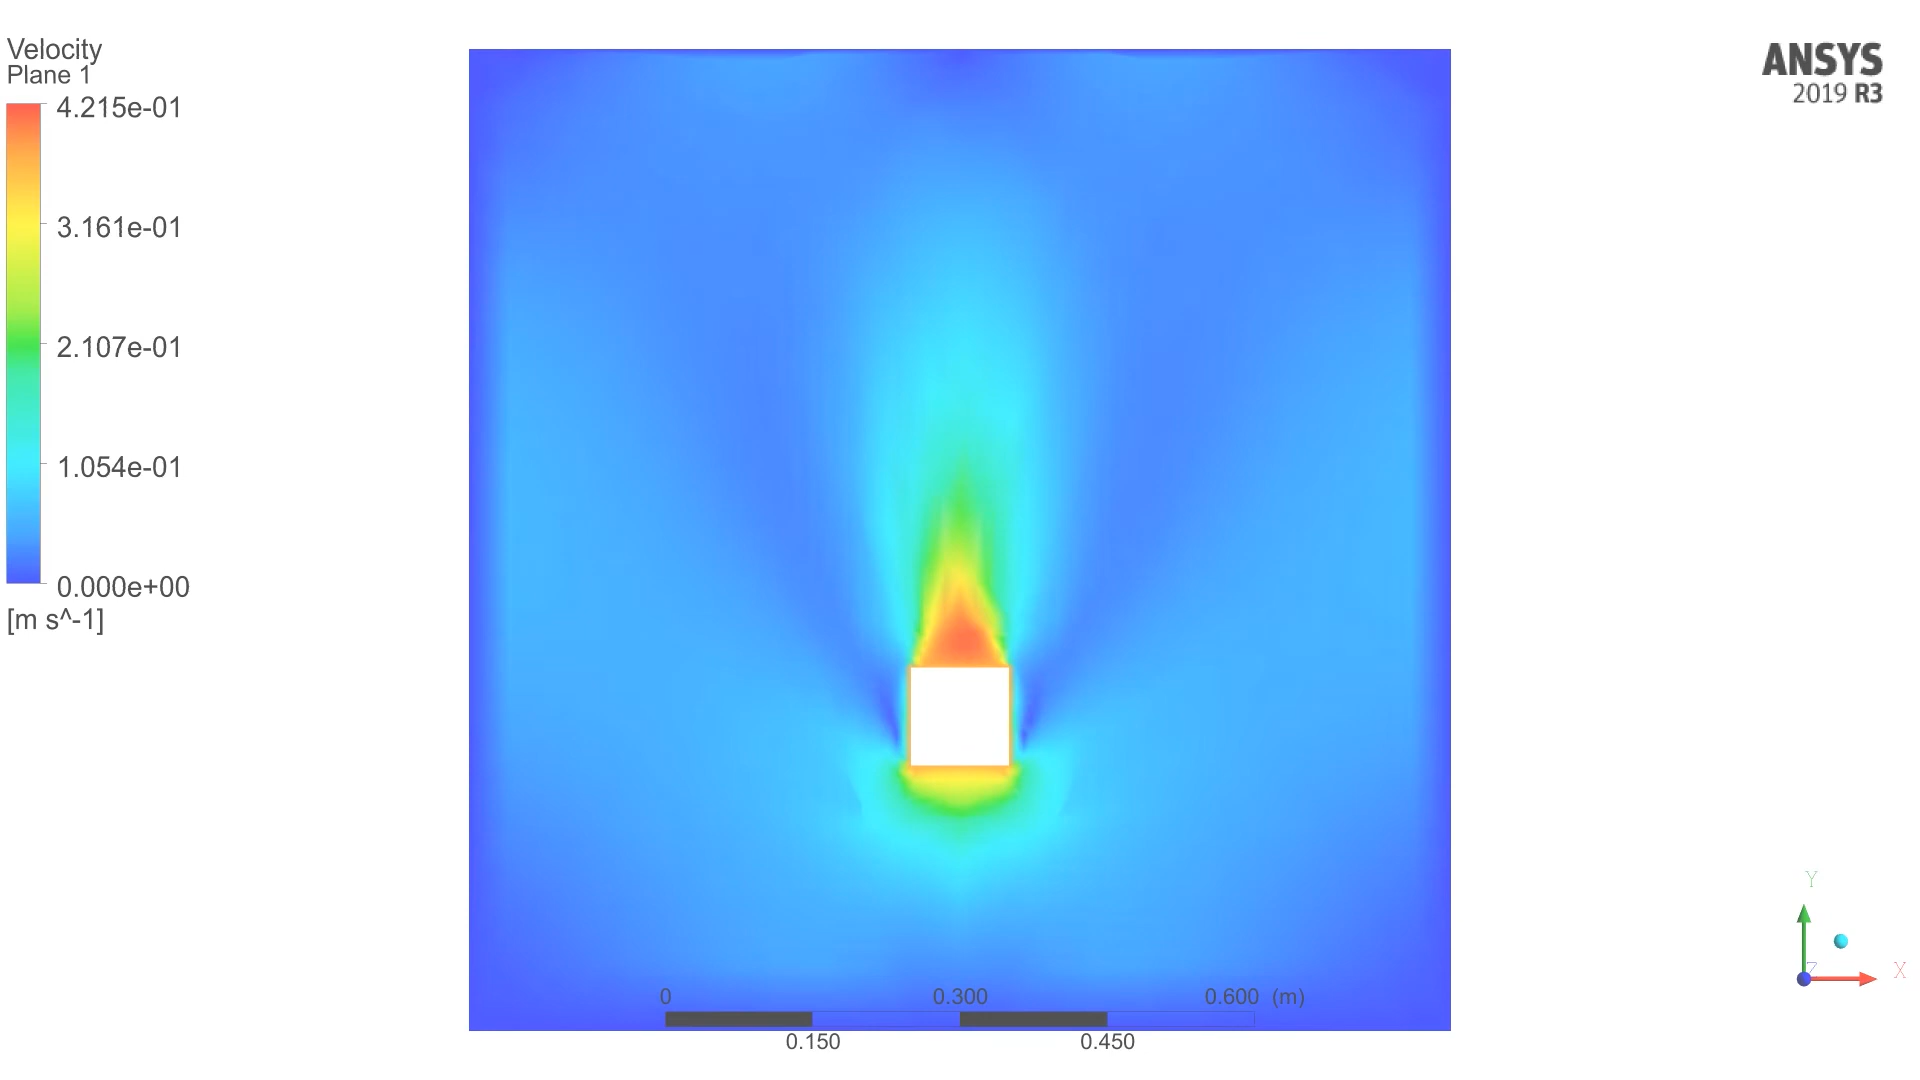 Velocity
Plane 1
4.215e-01
3.161e-01
2.107e-01
1.054e-01
0.000e+00
[m s^-1]
ANSYS
2019 R3
0 0.300 0.600 (m)
0.150 0.450
Y
Z X